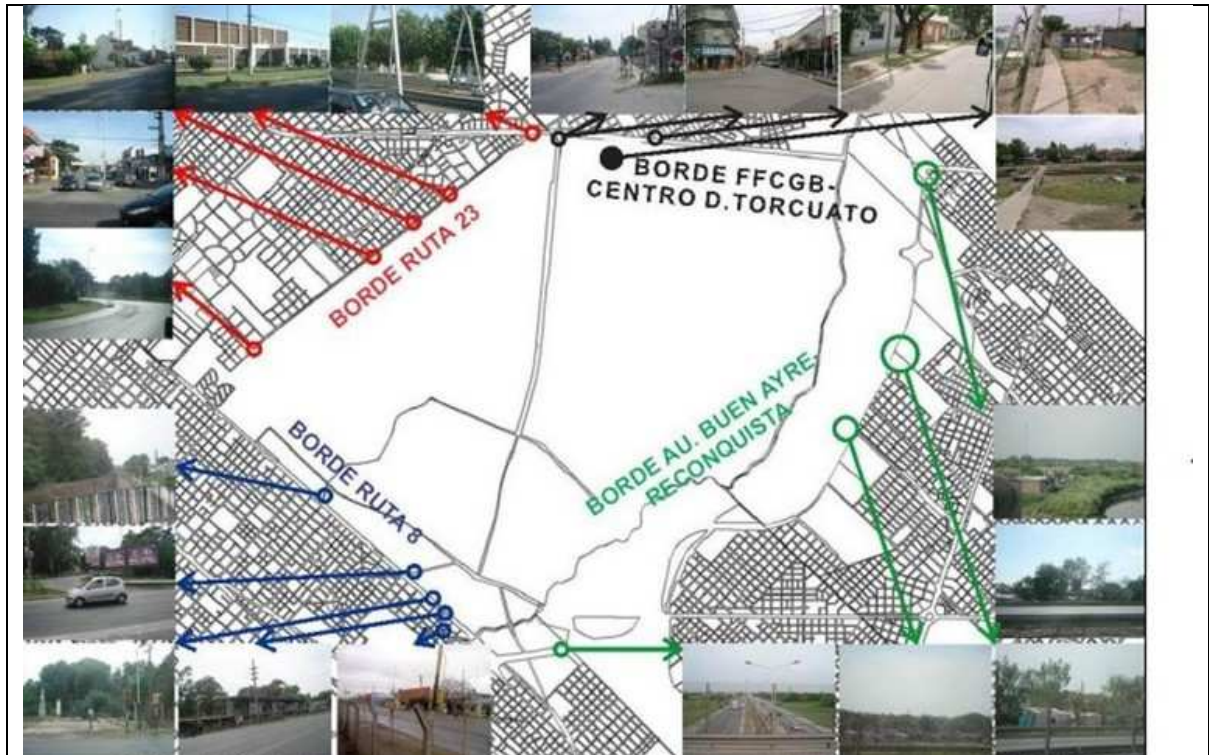 BORDE FFCGB-
CENTRO D.TORCUATO
BORDE RUTA 23
BORDE AU. BUEN AYRE-
RECONQUISTA
BORDE RUTA 8